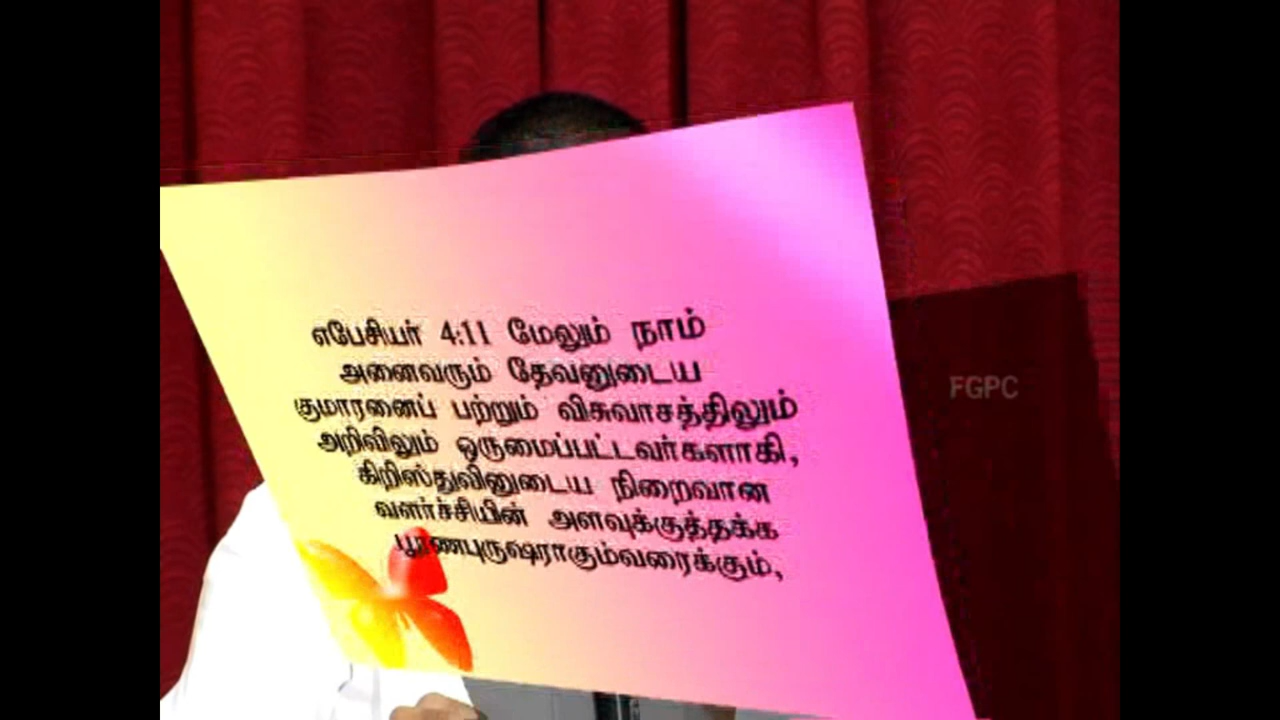 எபேசியர் 4:11 மேலும் நாம்
அனைவரும் தேவனுடைய
குமாரனைப் பற்றும் விசுவாசத்திலும்
அறிவிலும் ஒருமைப்பட்டவர்களாகி,
கிறிஸ்துவினுடைய நிறைவான
வளர்ச்சியின் அளவுக்குத்தக்க
பூரணபுருஷராகும்வரைக்கும்,
FGPC